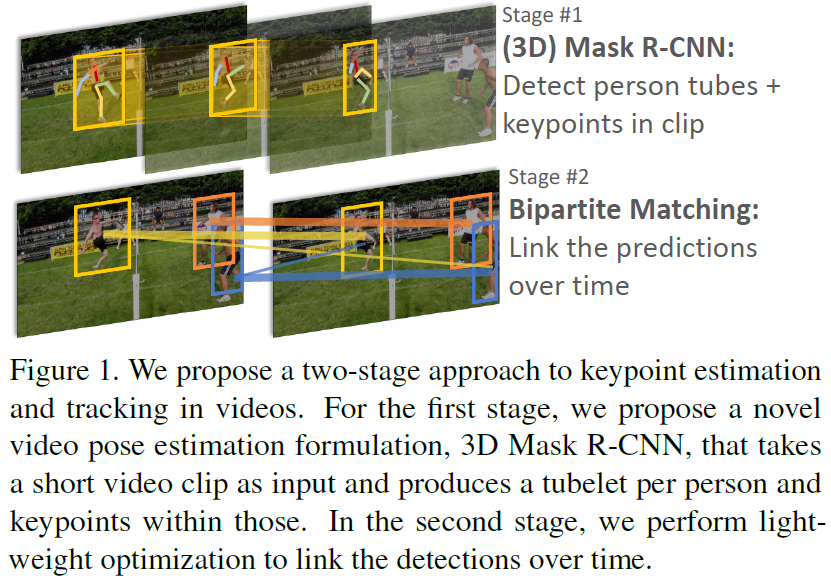 Stage #1
(3D) Mask R-CNN:
Detect person tubes +
keypoints in clip
Stage #2
Bipartite Matching:
Link the predictions
over time
Figure 1. We propose a two-stage approach to keypoint estimation
and tracking in videos. For the first stage, we propose a novel
video pose estimation formulation, 3D Mask R-CNN, that takes
a short video clip as input and produces a tubelet per person and
keypoints within those. In the second stage, we perform light-
weight optimization to link the detections over time.